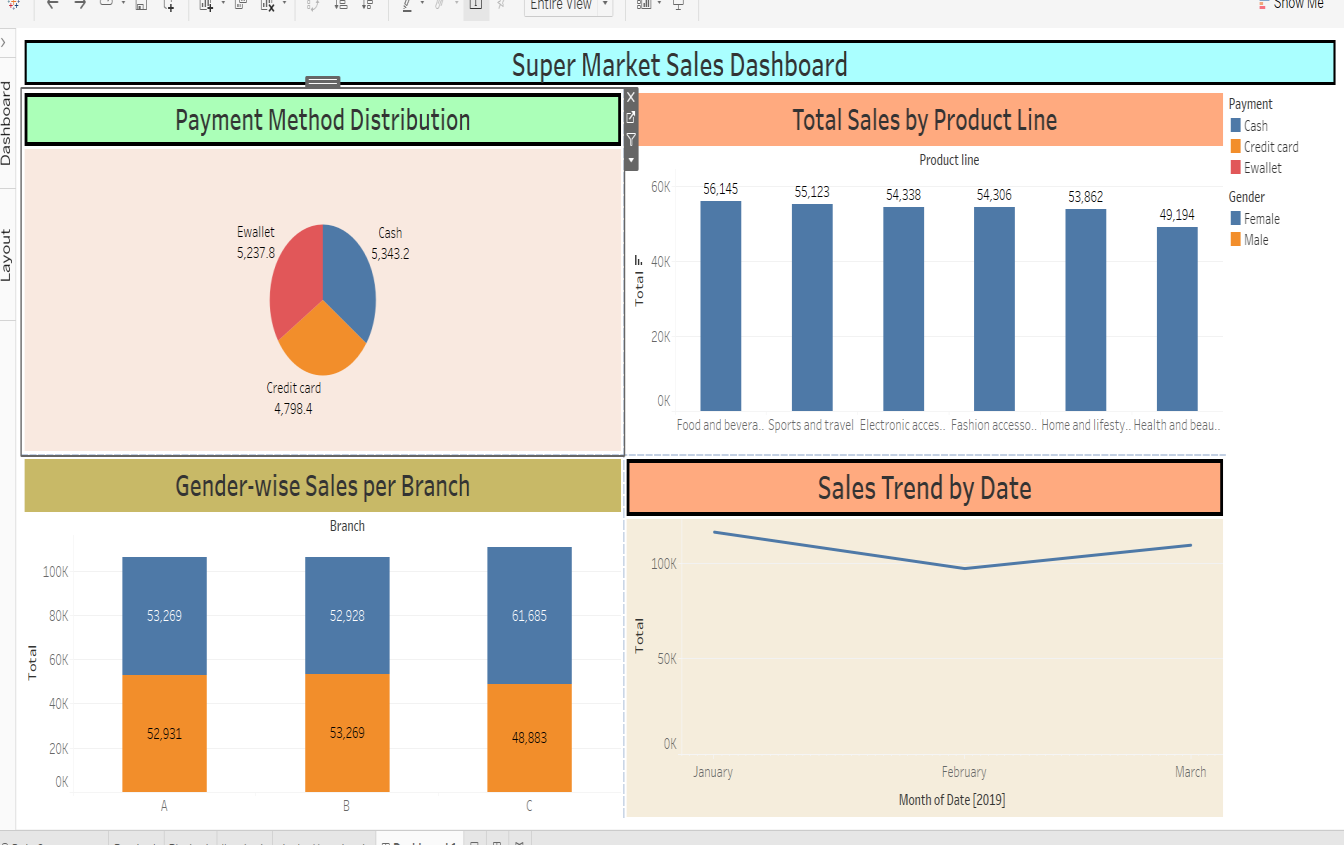 Entire View
Show Me
Dashboard
Layout
Super Market Sales Dashboard
Payment Method Distribution
Ewallet
5,237.8
Cash
5,343.2
Credit card
4,798.4
Total Sales by Product Line
Product line
60K
40K
20K
0K
Total
56,145
55,123
54,338
54,306
53,862
49,194
Food and bevera..
Sports and travel
Electronic acces..
Fashion accesso..
Home and lifesty..
Health and beau..
Payment
Cash
Credit card
Ewallet
Gender
Female
Male
Gender-wise Sales per Branch
Branch
100K
80K
60K
40K
20K
0K
Total
53,269
52,928
61,685
52,931
53,269
48,883
A
B
C
Sales Trend by Date
100K
50K
0K
Total
January
February
March
Month of Date [2019]